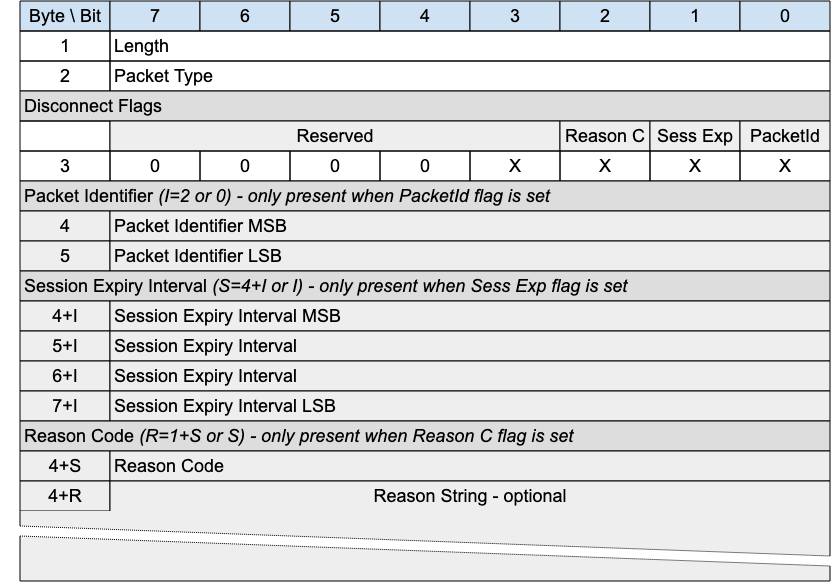 Byte \ Bit 7 6 5 4 3 2 1 0
1 Length
2 Packet Type
Disconnect Flags
Reserved Reason C Sess Exp PacketId
3 0 0 0 0 X X X X
Packet Identifier (I=2 or 0) - only present when PacketId flag is set
4 Packet Identifier MSB
5 Packet Identifier LSB
Session Expiry Interval (S=4+I or I) - only present when Sess Exp flag is set
4+I Session Expiry Interval MSB
5+I Session Expiry Interval
6+I Session Expiry Interval
7+I Session Expiry Interval LSB
Reason Code (R=1+S or S) - only present when Reason C flag is set
4+S Reason Code
4+R Reason String - optional